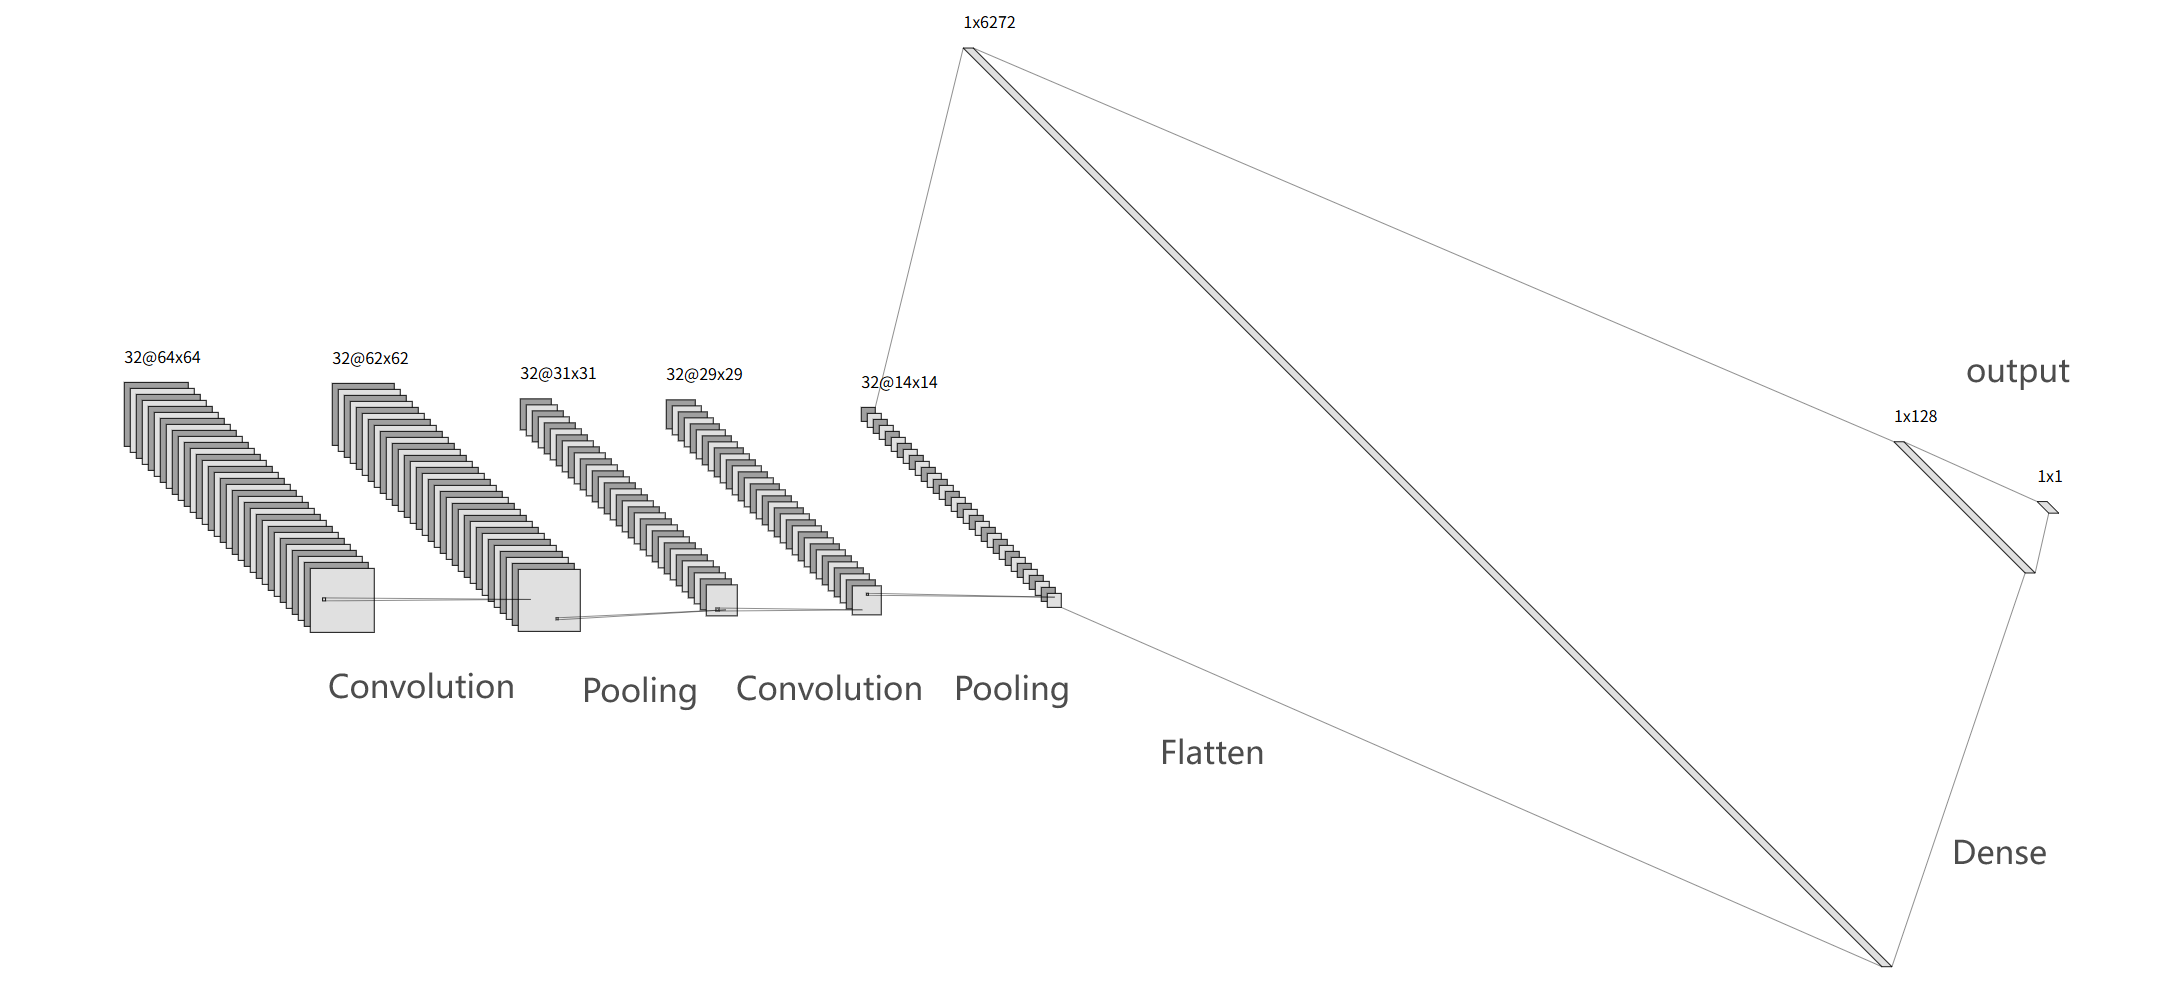 1x6272
32@64x64
32@62x62
32@31x31
32@29x29
32@14x14
output
1x128
1x1
Convolution
Pooling
Convolution
Pooling
Flatten
Dense